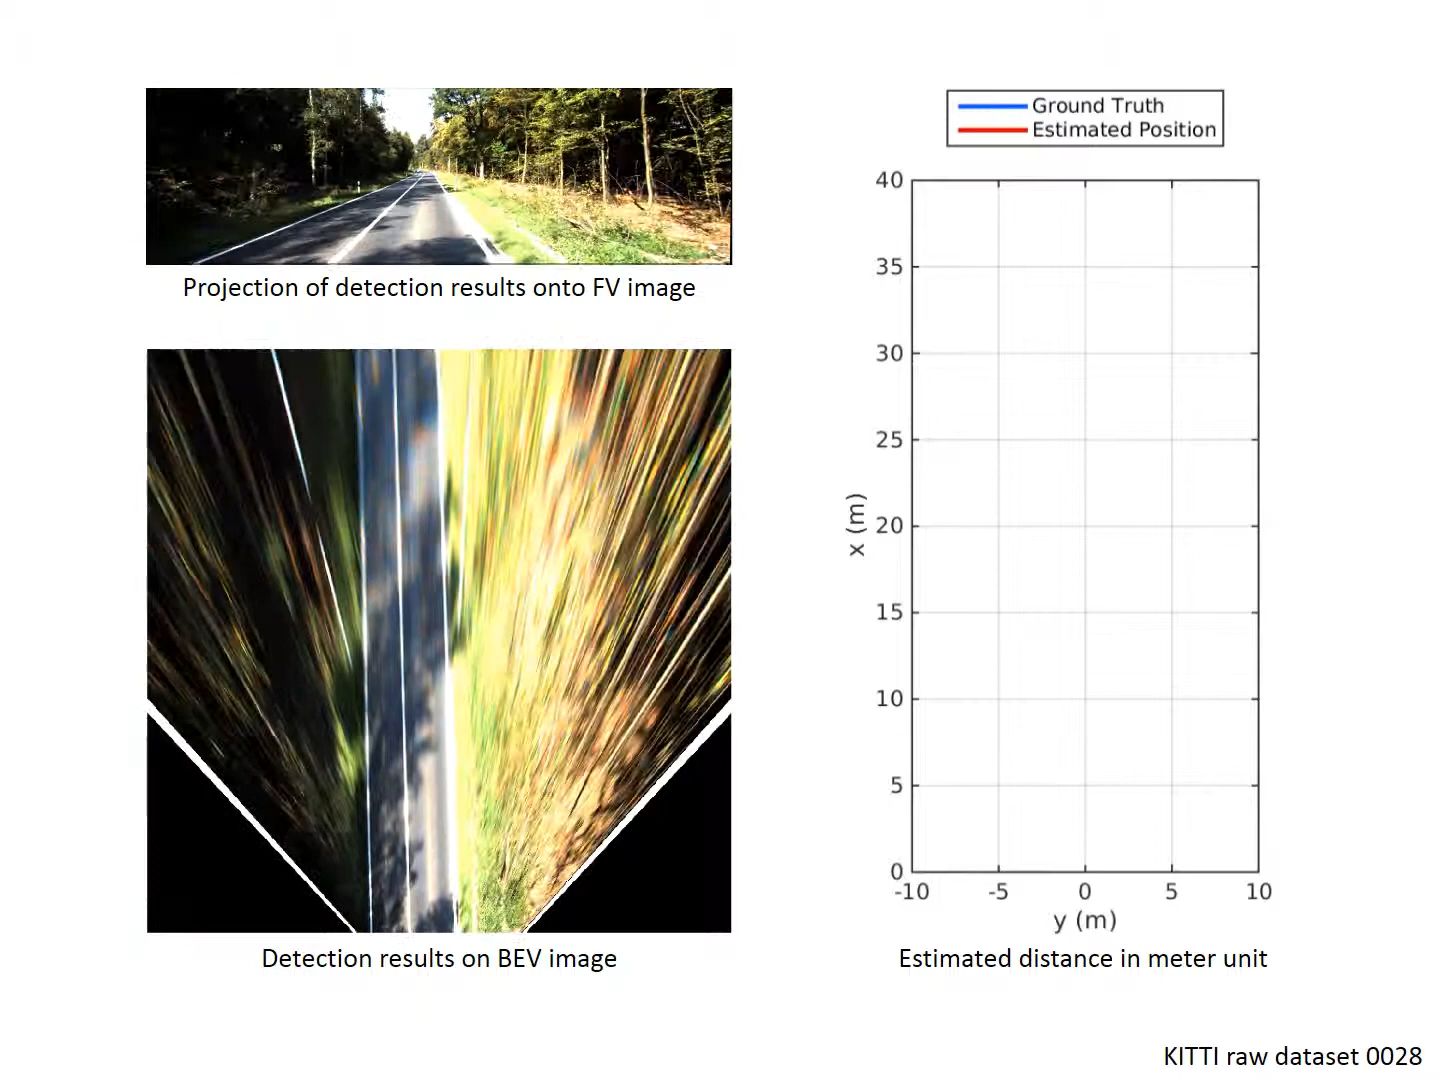 Projection of detection results onto FV image
Detection results on BEV image
Ground Truth
Estimated Position
40
35
30
25
20
15
10
5
0
x (m)
-10 -5 0 5 10
y (m)
Estimated distance in meter unit
KITTI raw dataset 0028